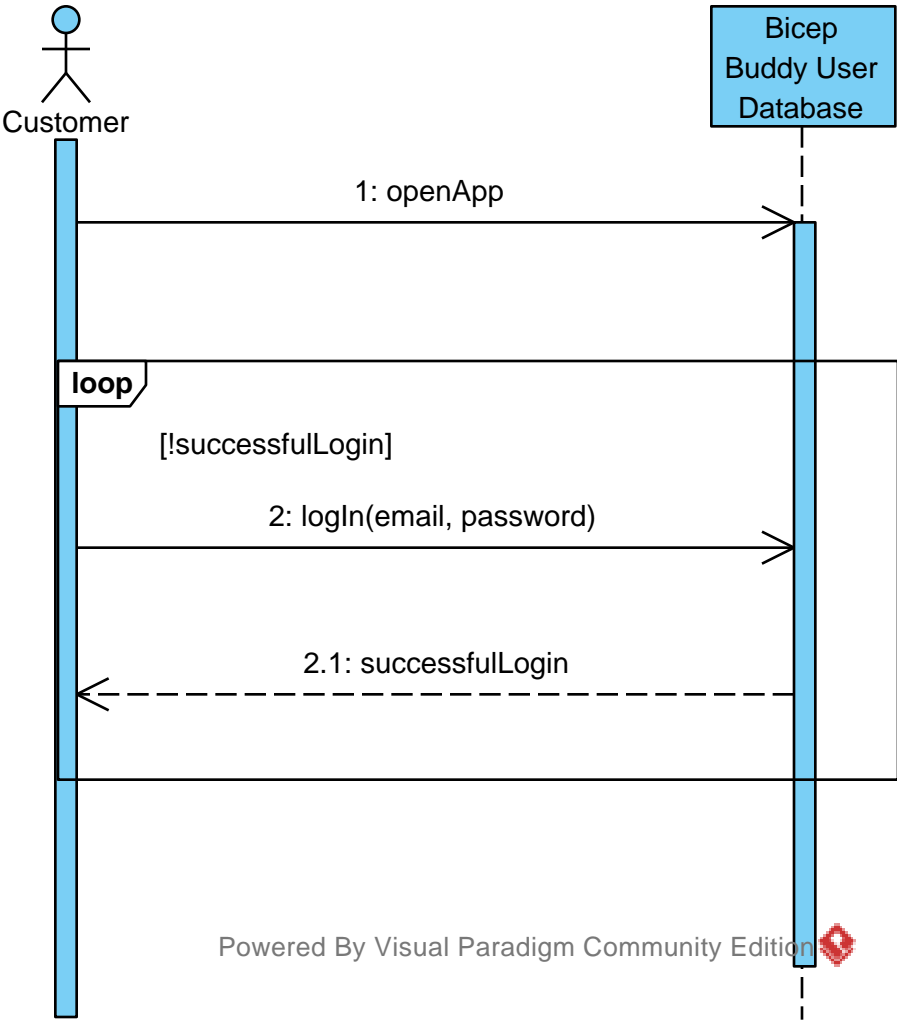 Customer
Bicep
Buddy User
Database
1: openApp
loop
[!successfulLogin]
2: logIn(email, password)
2.1: successfulLogin
Powered By Visual Paradigm Community Edition